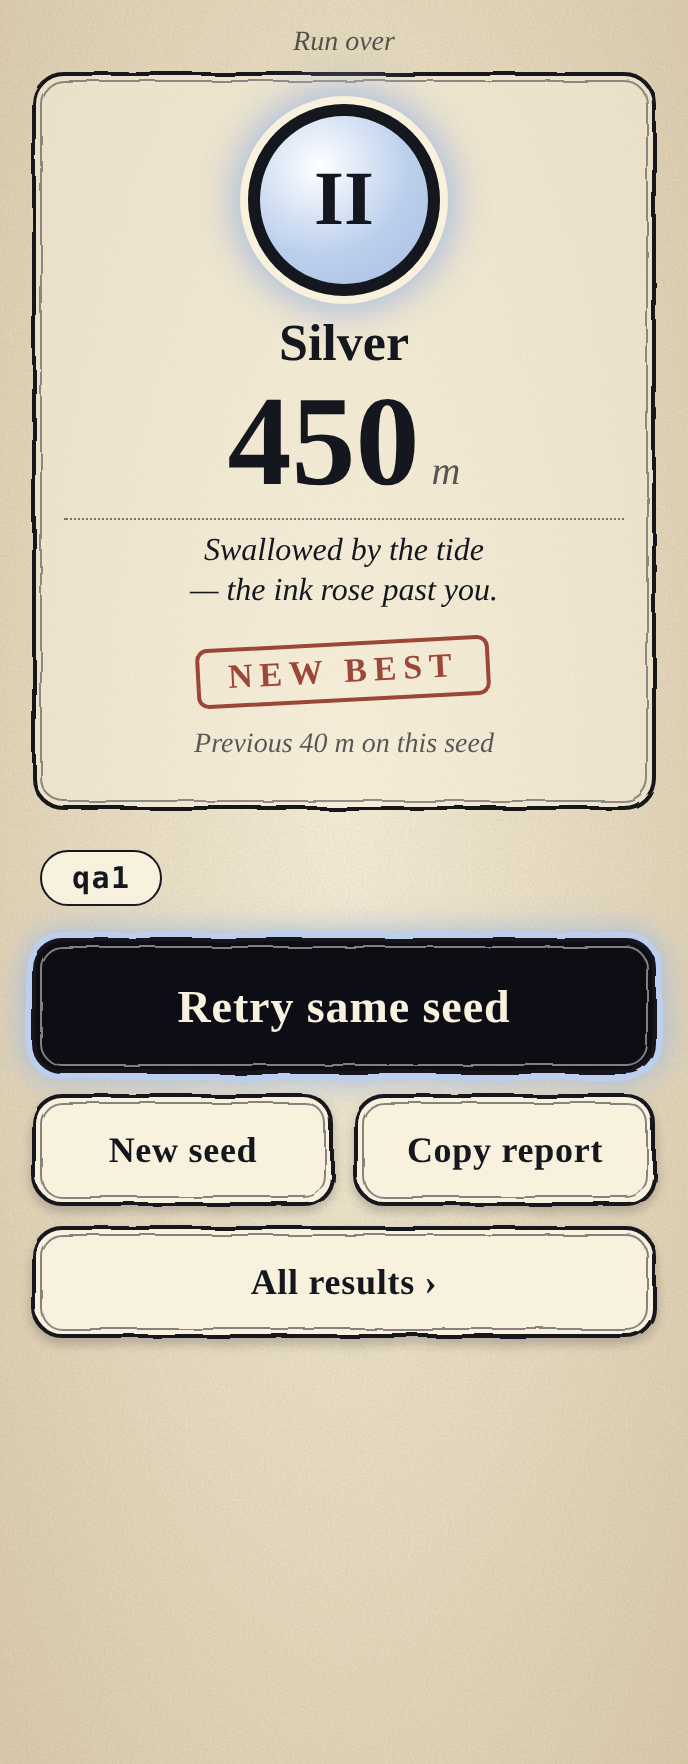 Run over
II
Silver
450 m
Swallowed by the tide
— the ink rose past you.
NEW BEST
Previous 40 m on this seed
qa1
Retry same seed
New seed
Copy report
All results ›